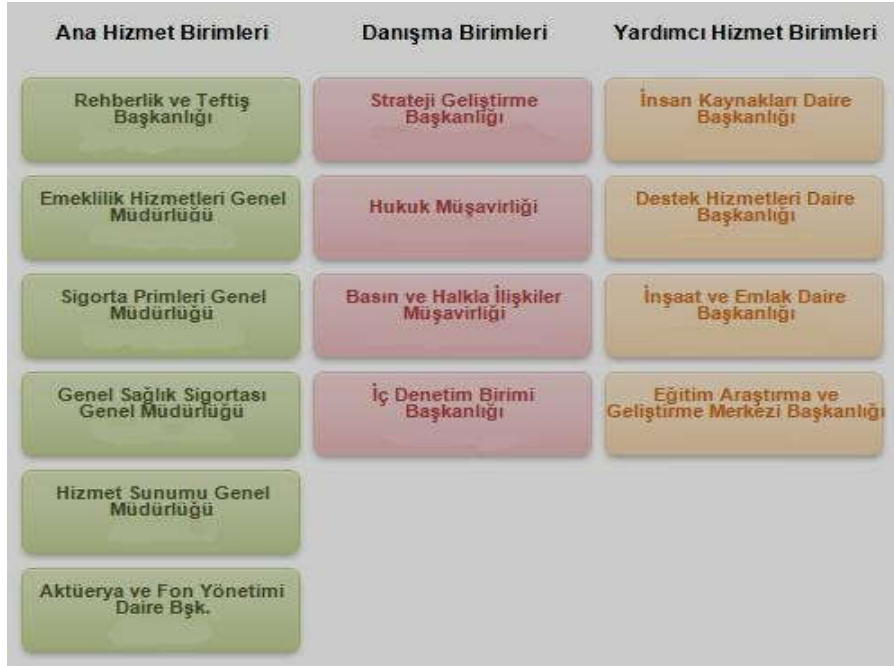 Ana Hizmet Birimleri
Rehberlik ve Teftiş
Başkanlığı
Emeklilik Hizmetleri Genel
Müdürlüğü
Sigorta Primleri Genel
Müdürlüğü
Genel Sağlık Sigortası
Genel Müdürlüğü
Hizmet Sunumu Genel
Müdürlüğü
Aktüerya ve Fon Yönetimi
Daire Bşk.
Danışma Birimleri
Strateji Geliştirme
Başkanlığı
Hukuk Müşavirliği
Basın ve Halkla İlişkiler
Müşavirliği
İç Denetim Birimi
Başkanlığı
Yardımcı Hizmet Birimleri
İnsan Kaynakları Daire
Başkanlığı
Destek Hizmetleri Daire
Başkanlığı
İnşaat ve Emlak Daire
Başkanlığı
Eğitim Araştırma ve
Geliştirme Merkezi Başkanlığı